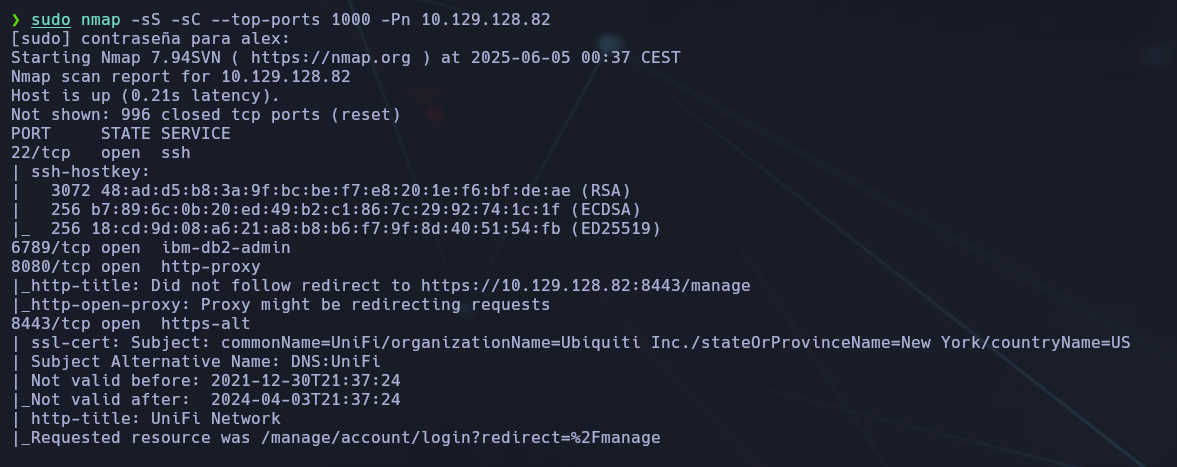 ❯ sudo nmap -sS -sC --top-ports 1000 -Pn 10.129.128.82
[sudo] contraseña para alex:
Starting Nmap 7.94SVN ( https://nmap.org ) at 2025-06-05 00:37 CEST
Nmap scan report for 10.129.128.82
Host is up (0.21s latency).
Not shown: 996 closed tcp ports (reset)
PORT     STATE SERVICE
22/tcp   open  ssh
| ssh-hostkey:
|   3072 48:ad:d5:b8:3a:9f:bc:be:f7:e8:20:1e:f6:bf:de:ae (RSA)
|   256 b7:89:6c:0b:20:ed:49:b2:c1:86:7c:29:92:74:1c:1f (ECDSA)
|_  256 18:cd:9d:08:a6:21:a8:b8:b6:f7:9f:8d:40:51:54:fb (ED25519)
6789/tcp open  ibm-db2-admin
8080/tcp open  http-proxy
|_http-title: Did not follow redirect to https://10.129.128.82:8443/manage
|_http-open-proxy: Proxy might be redirecting requests
8443/tcp open  https-alt
| ssl-cert: Subject: commonName=UniFi/organizationName=Ubiquiti Inc./stateOrProvinceName=New York/countryName=US
| Subject Alternative Name: DNS:UniFi
| Not valid before: 2021-12-30T21:37:24
|_Not valid after:  2024-04-03T21:37:24
| http-title: UniFi Network
|_Requested resource was /manage/account/login?redirect=%2Fmanage